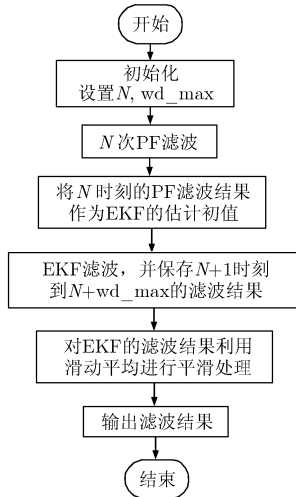 开始
初始化
设置N, wd_max
N次PF滤波
将N时刻的PF滤波结果
作为EKF的估计初值
EKF滤波，并保存N+1时刻
到N+wd_max的滤波结果
对EKF的滤波结果利用
滑动平均进行平滑处理
输出滤波结果
结束